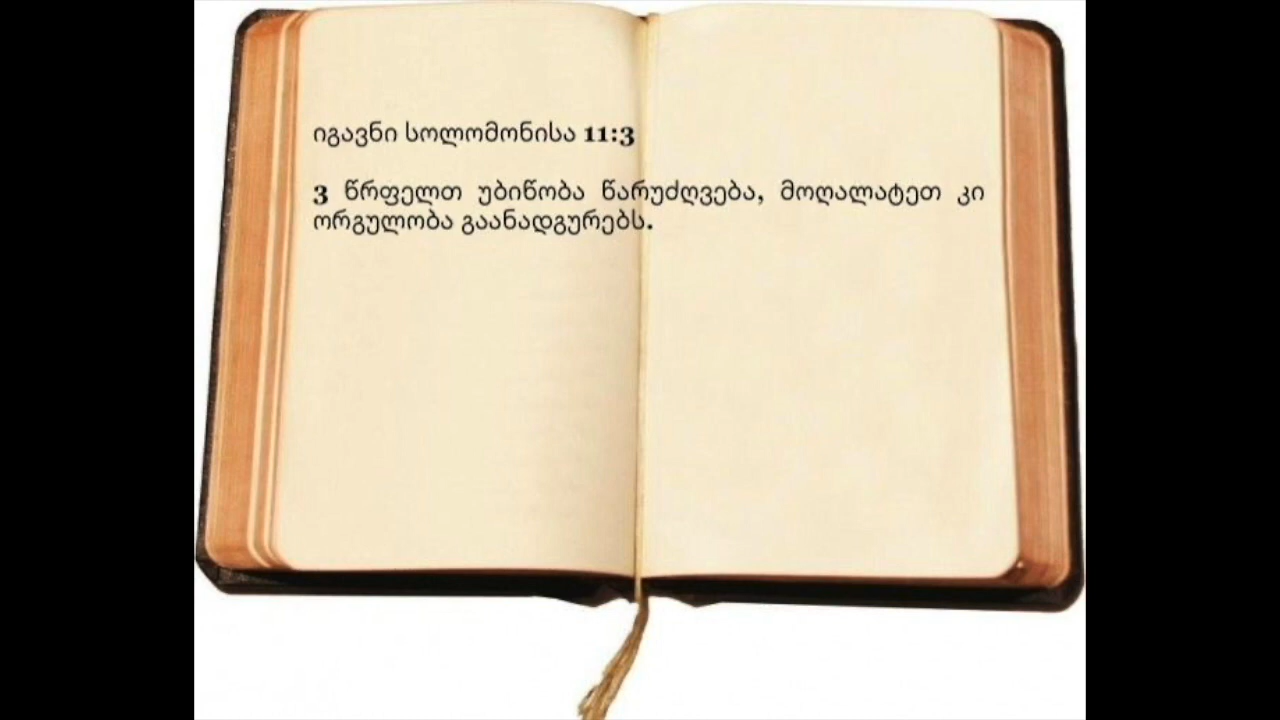 იგავნი სოლომონისა 11:3
3 წრფელთ უბიწობა წარუძღვება, მოღალატეთ კი
ორგულობა გაანადგურებს.